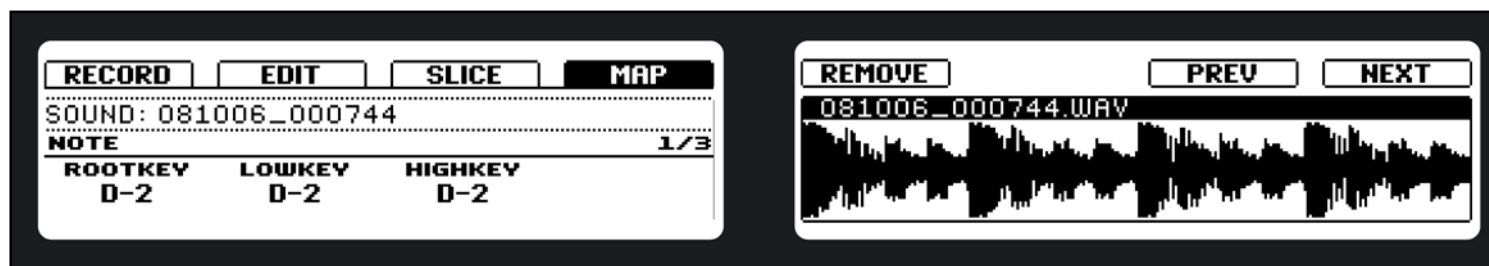 RECORD EDIT SLICE MAP
SOUND: 081006_000744
NOTE 1/3
ROOTKEY LOWKEY HIGHKEY
D-2 D-2 D-2
REMOVE PREV NEXT
081006_000744.WAV